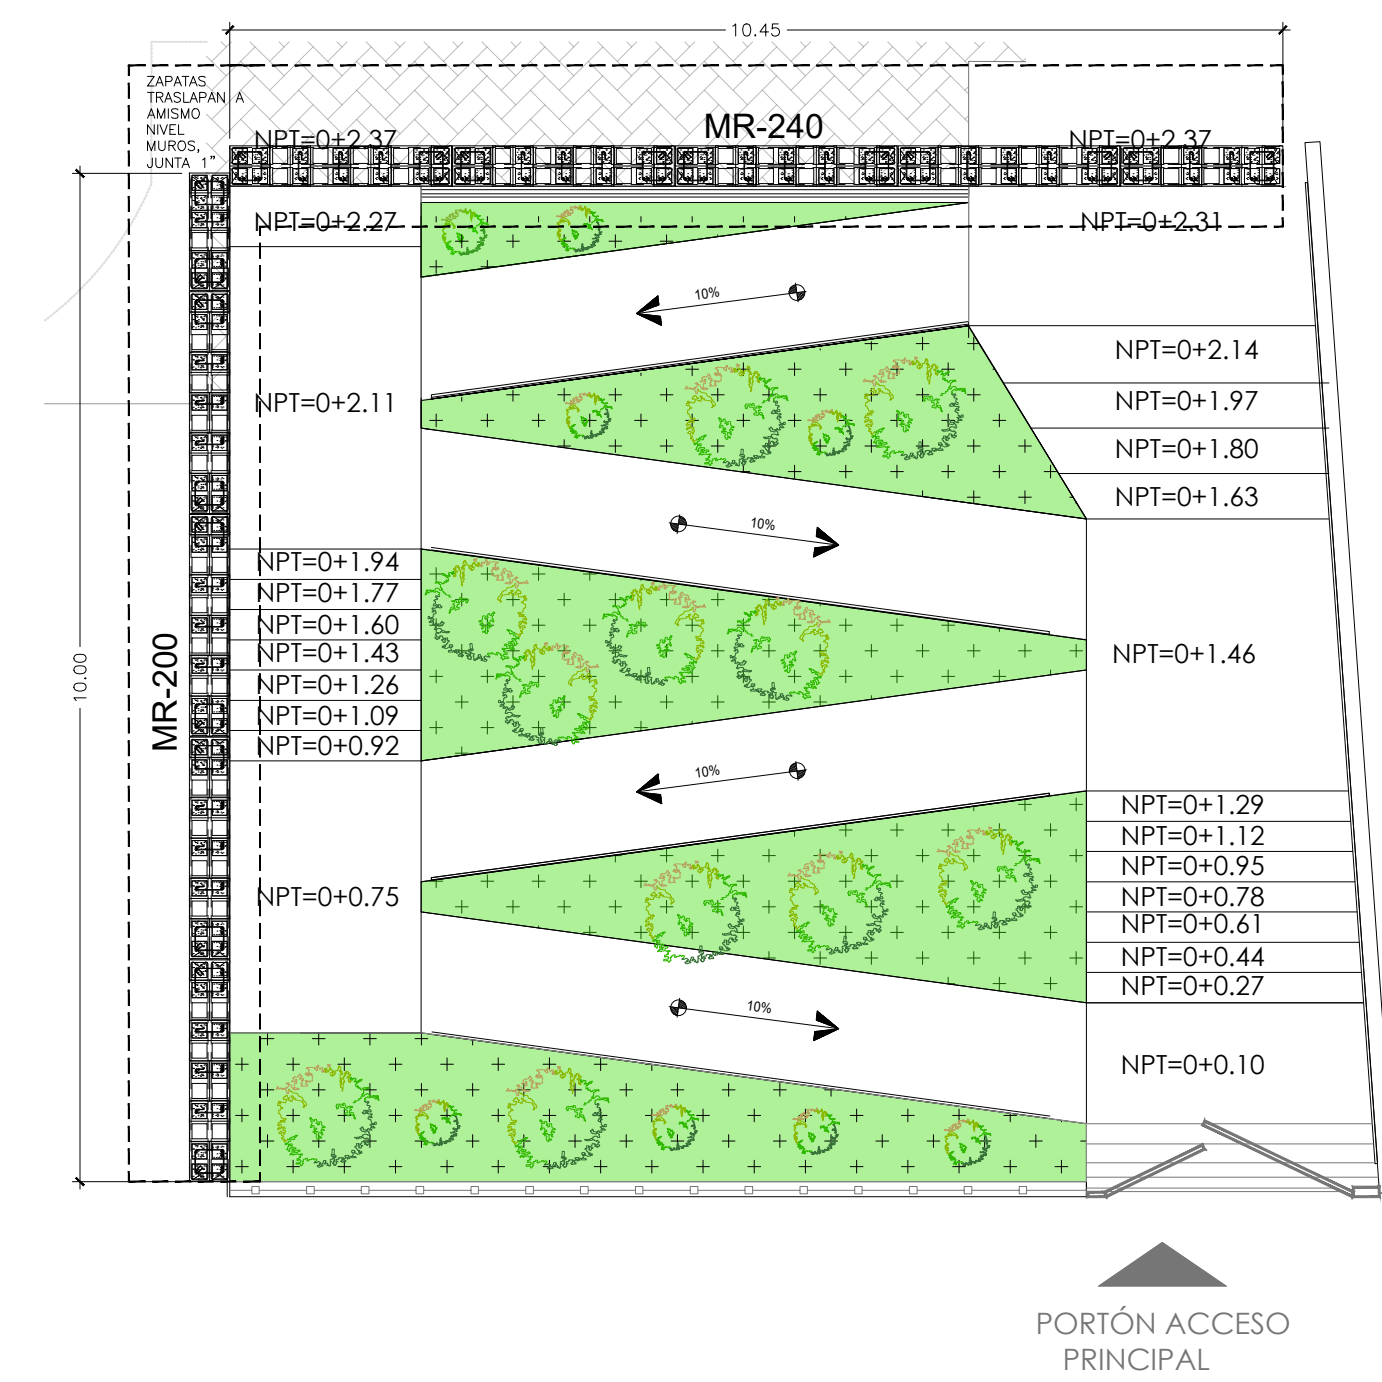 10.45
ZAPATAS
TRASLAPAN A
AMISMO
NIVEL
MUROS,
JUNTA 1"
MR-240
NPT=0+2.37
NPT=0+2.37
NPT=0+2.27
NPT=0+2.31
10%
NPT=0+2.14
NPT=0+2.11
NPT=0+1.97
NPT=0+1.80
NPT=0+1.63
10%
NPT=0+1.94
NPT=0+1.77
NPT=0+1.60
NPT=0+1.43
NPT=0+1.26
NPT=0+1.09
NPT=0+0.92
NPT=0+1.46
10.00
MR-200
10%
NPT=0+1.29
NPT=0+1.12
NPT=0+0.95
NPT=0+0.78
NPT=0+0.61
NPT=0+0.44
NPT=0+0.27
NPT=0+0.75
10%
NPT=0+0.10
PORTÓN ACCESO
PRINCIPAL